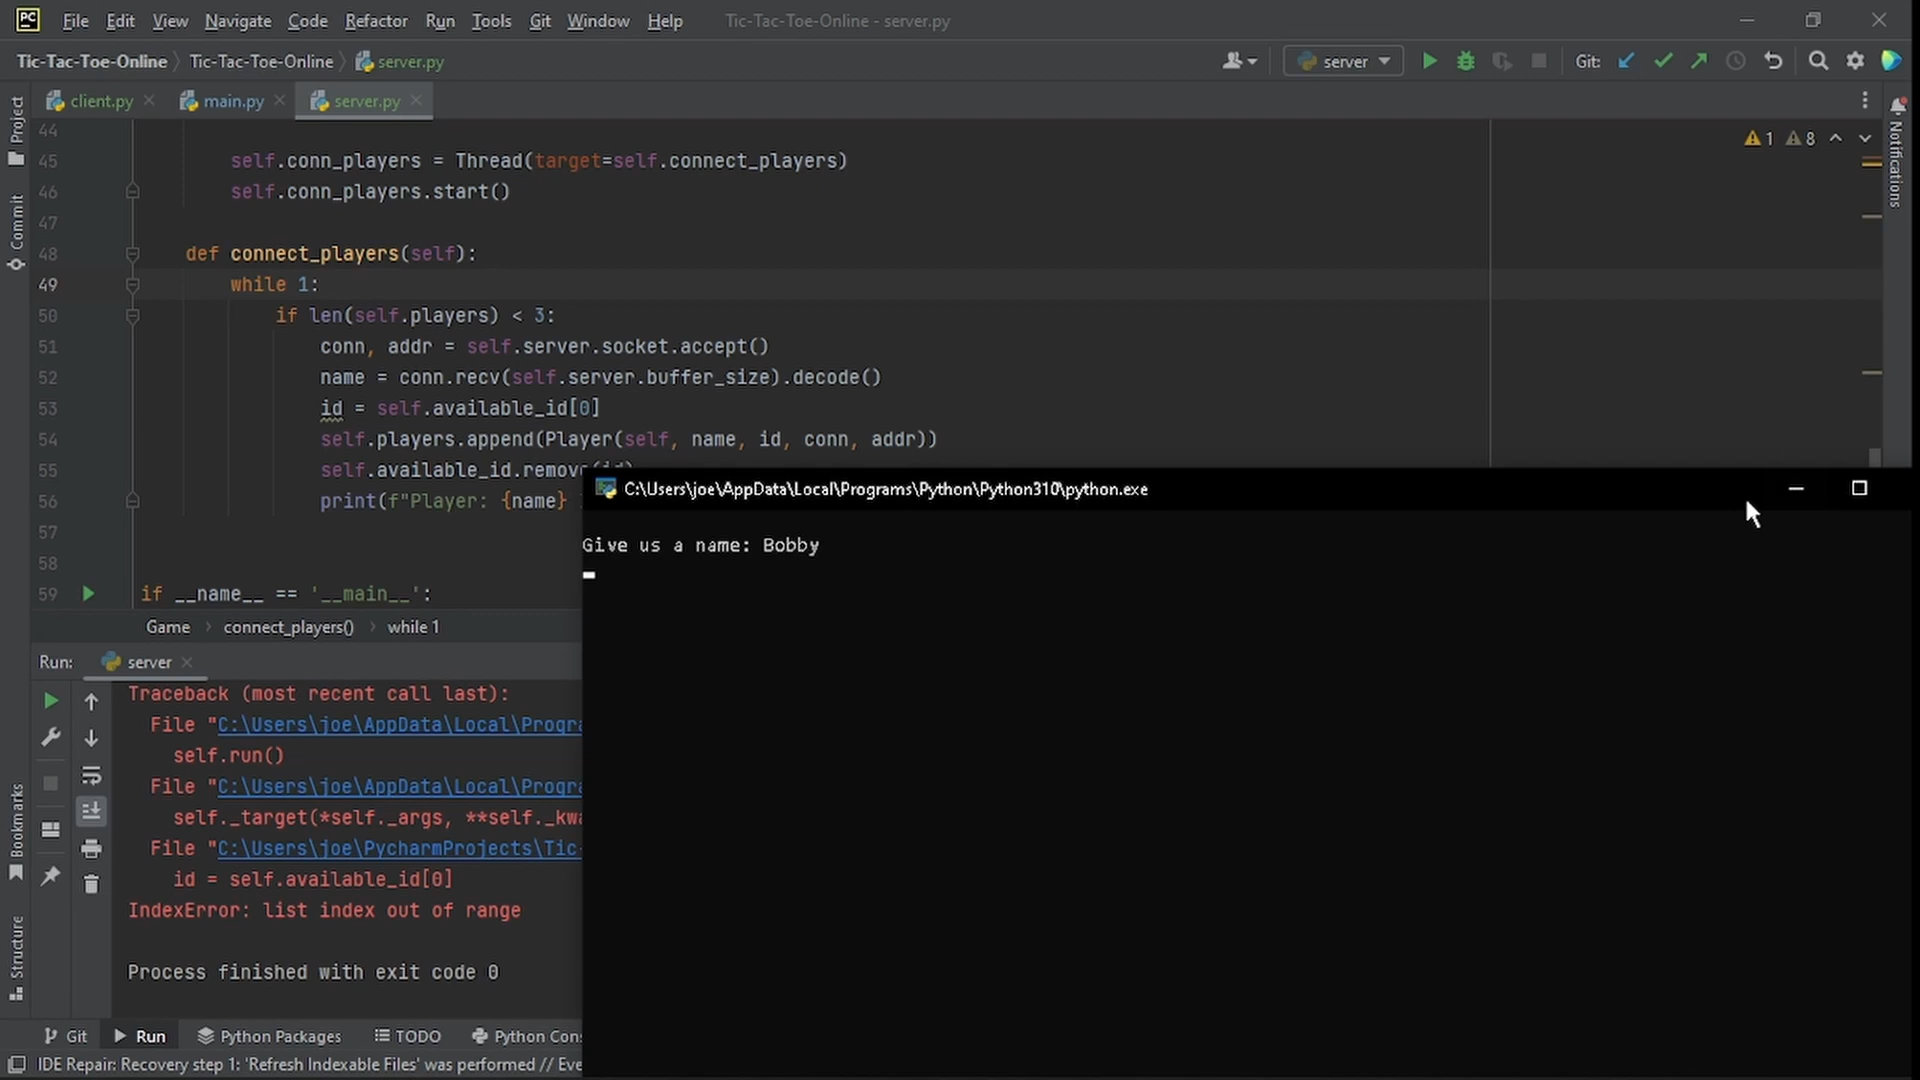 PC File Edit View Navigate Code Refactor Run Tools Git Window Help Tic-Tac-Toe-Online - server.py
Tic-Tac-Toe-Online Tic-Tac-Toe-Online server.py server Git:
client.py main.py server.py
Project
Commit
Bookmarks
Structure
Notifications
1 8
44
45 self.conn_players = Thread(target=self.connect_players)
46 self.conn_players.start()
47
48 def connect_players(self):
49 while 1:
50 if len(self.players) < 3:
51 conn, addr = self.server.socket.accept()
52 name = conn.recv(self.server.buffer_size).decode()
53 id = self.available_id[0]
54 self.players.append(Player(self, name, id, conn, addr))
55 self.available_id.remove(id)
56 print(f"Player: {name}
57
58
59 if __name__ == '__main__':
Game connect_players() while 1
C:\Users\joe\AppData\Local\Programs\Python\Python310\python.exe
Give us a name: Bobby
Run: server
Traceback (most recent call last):
File "C:\Users\joe\AppData\Local\Progra
self.run()
File "C:\Users\joe\AppData\Local\Progra
self._target(*self._args, **self._kwa
File "C:\Users\joe\PycharmProjects\Tic-
id = self.available_id[0]
IndexError: list index out of range
Process finished with exit code 0
Git Run Python Packages TODO Python Cons
IDE Repair: Recovery step 1: 'Refresh Indexable Files' was performed // Eve